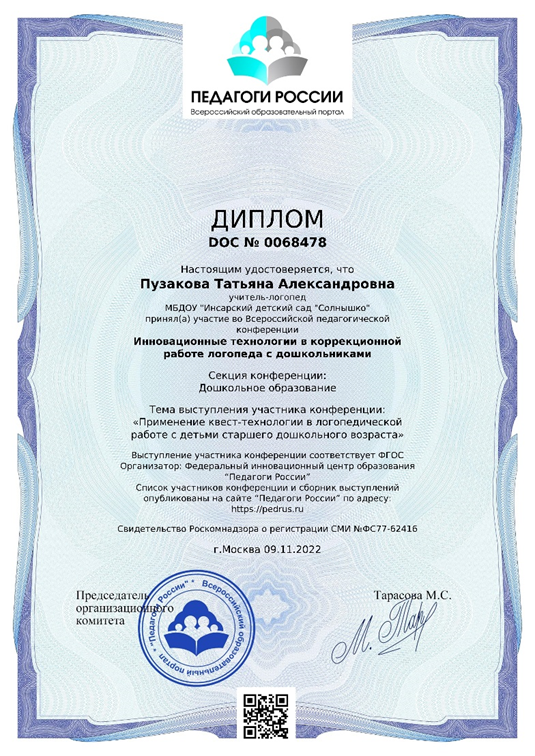 ПЕДАГОГИ РОССИИ
Всероссийский образовательный портал
ДИПЛОМ
DOC № 0068478
Настоящим удостоверяется, что
Пузакова Татьяна Александровна
учитель-логопед
МБДОУ "Инсарский детский сад "Солнышко"
принял(а) участие во Всероссийской педагогической
конференции
Инновационные технологии в коррекционной
работе логопеда с дошкольниками
Секция конференции:
Дошкольное образование
Тема выступления участника конференции:
«Применение квест-технологии в логопедической
работе с детьми старшего дошкольного возраста»
Выступление участника конференции соответствует ФГОС
Организатор: Федеральный инновационный центр образования
"Педагоги России"
Список участников конференции и сборник выступлений
опубликованы на сайте "Педагоги России" по адресу:
https://pedrus.ru
Свидетельство Роскомнадзора о регистрации СМИ №ФС77-62416
г.Москва 09.11.2022
Председатель
организационного
комитета
Тарасова М.С.
М. Тар
"Педагоги России" * Всероссийский образовательный портал *